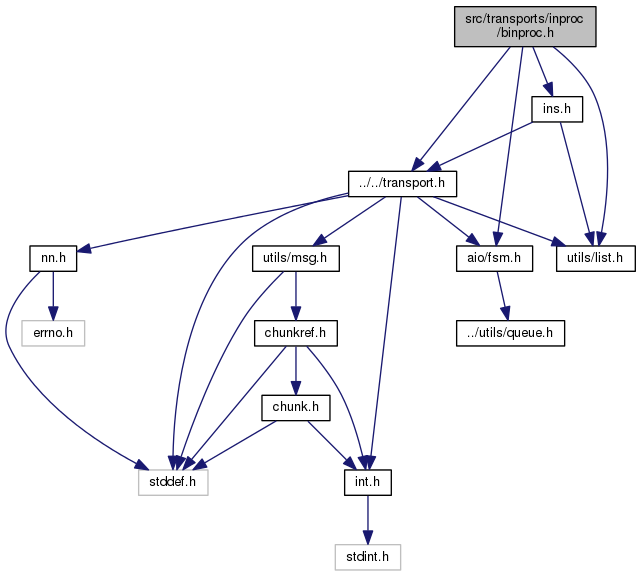 src/transports/inproc
/binproc.h
ins.h
../../transport.h
nn.h
utils/msg.h
aio/fsm.h
utils/list.h
errno.h
chunkref.h
../utils/queue.h
chunk.h
stddef.h
int.h
stdint.h